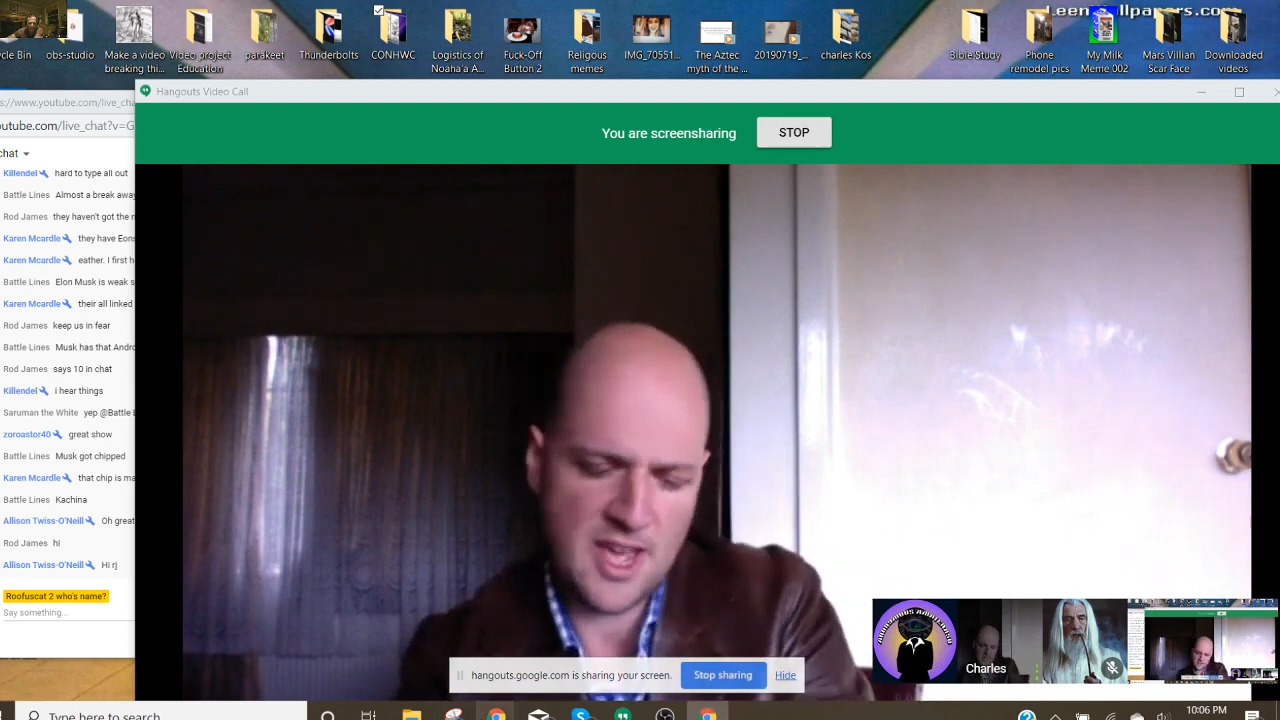 Leenwallpapers.com
obs-studio
Make a video
breaking thi...
Video project
Education
parakeet
Thunderbolts
CONHWC
Logistics of
Noaha'a A...
Fuck-Off
Button 2
Religous
memes
IMG_70551...
The Aztec
myth of the ...
20190719_...
charles Kos
Bible Study
Phone
remodel pics
My Milk
Meme 002
Mars Villian
Scar Face
Downloaded
videos
Hangouts Video Call
s://www.youtube.com/live_cha
outube.com/live_chat?v=G
You are screensharing STOP
chat
Killendel hard to type all out
Battle Lines Almost a break away
Rod James they haven't got the
Karen Mcardle they have Eons
Karen Mcardle eather. I first h
Battle Lines Elon Musk is weak s
Karen Mcardle their all linked
Rod James keep us in fear
Battle Lines Musk has that Andro
Rod James says 10 in chat
Killendel i hear things
Saruman the White yep @Battle L
zoroastor40 great show
Battle Lines Musk got chipped
Karen Mcardle that chip is ma
Battle Lines Kachina
Allison Twiss-O'Neill Oh great
Rod James hi
Allison Twiss-O'Neill Hi rj
Roofuscat 2 who's name?
Say something...
Charles
hangouts.google.com is sharing your screen. Stop sharing Hide
Type here to search
10:06 PM